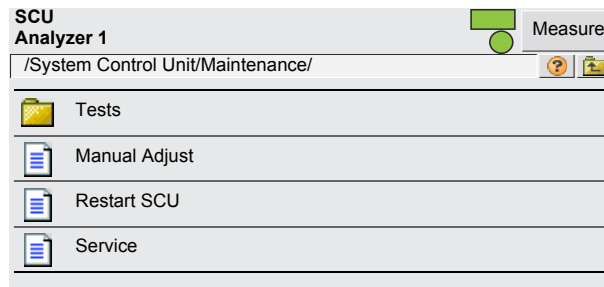 SCU
Analyzer 1
Measure
/System Control Unit/Maintenance/
Tests
Manual Adjust
Restart SCU
Service